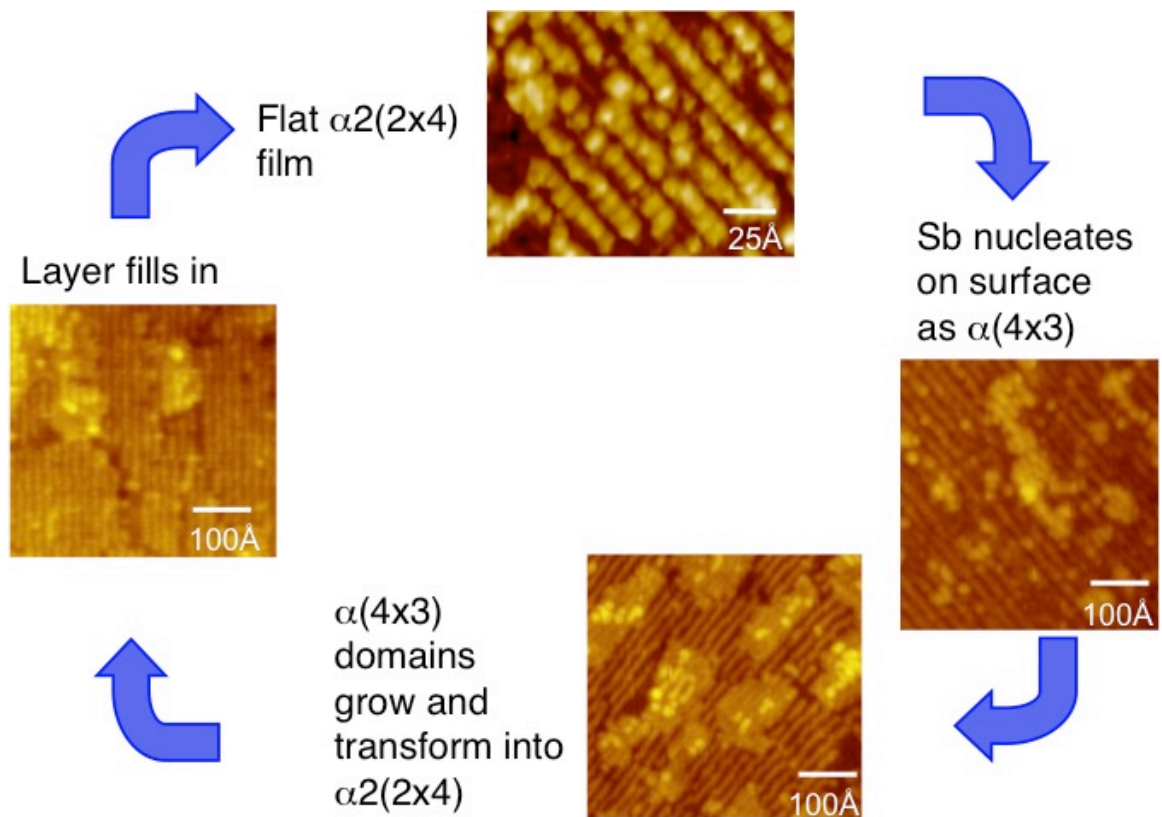 Flat α2(2x4)
film
25Å
Sb nucleates
on surface
as α(4x3)
100Å
α(4x3)
domains
grow and
transform into
α2(2x4)
100Å
Layer fills in
100Å